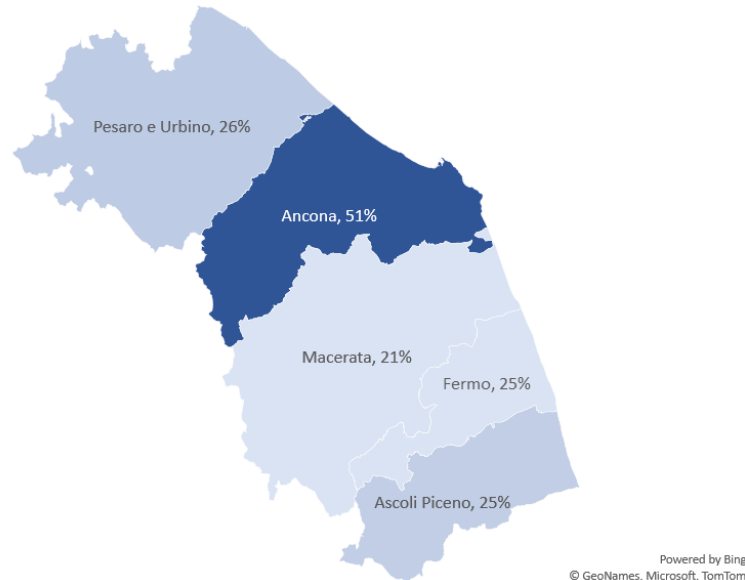 Pesaro e Urbino, 26%
Ancona, 51%
Macerata, 21%
Fermo, 25%
Ascoli Piceno, 25%
Powered by Bing
© GeoNames, Microsoft, TomTom